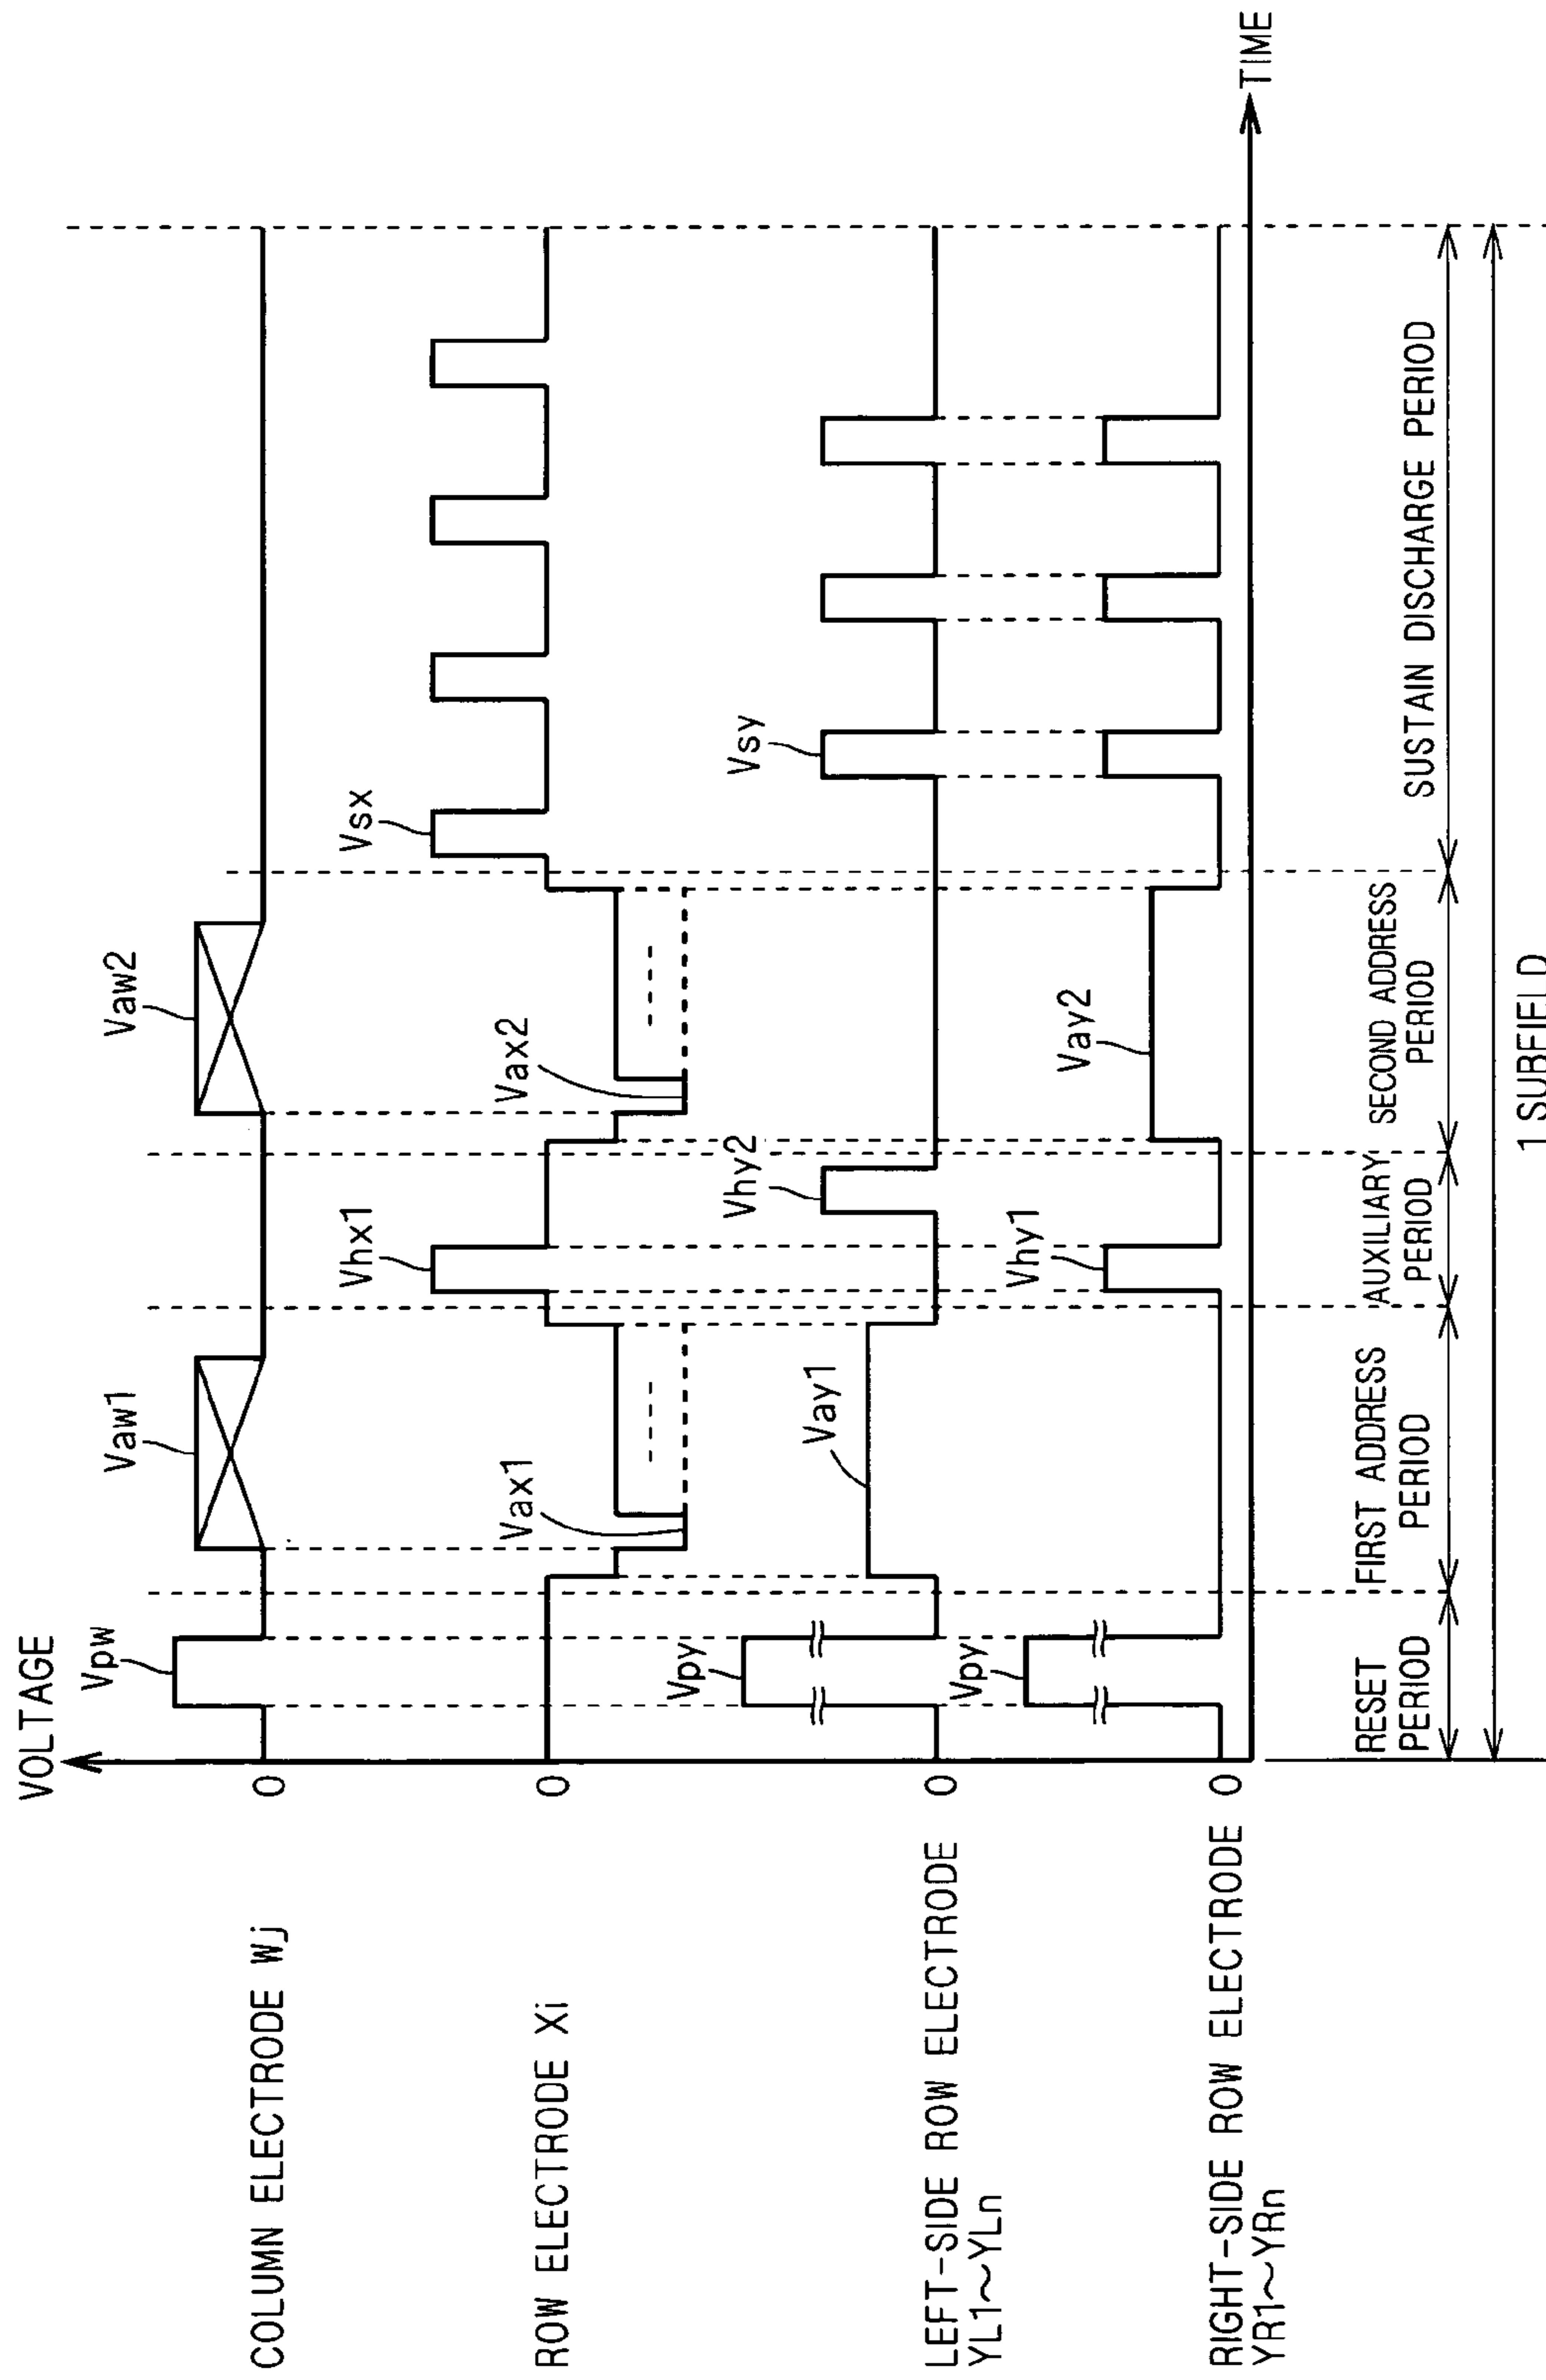 VOLTAGE
COLUMN ELECTRODE Wj
0
Vpw
Vaw1
Vaw2
ROW ELECTRODE Xi
0
Vax1
Vhx1
Vax2
Vsx
LEFT-SIDE ROW ELECTRODE
YL1~YLn
0
Vpy
Vay1
Vhy2
Vsy
RIGHT-SIDE ROW ELECTRODE
YR1~YRn
0
Vpy
Vhy1
Vay2
TIME
RESET
PERIOD
FIRST ADDRESS
PERIOD
AUXILIARY
PERIOD
SECOND ADDRESS
PERIOD
SUSTAIN DISCHARGE PERIOD
1 SUBFIELD